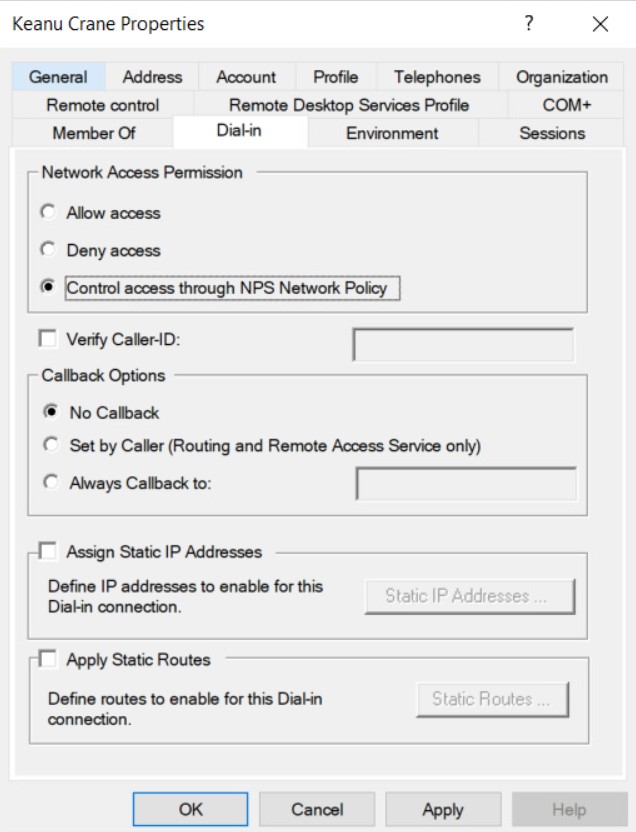 Keanu Crane Properties ? ×
General Address Account Profile Telephones Organization
Remote control Remote Desktop Services Profile COM+
Member Of Dial-in Environment Sessions
Network Access Permission
Allow access
Deny access
Control access through NPS Network Policy
Verify Caller-ID:
Callback Options
No Callback
Set by Caller (Routing and Remote Access Service only)
Always Callback to:
Assign Static IP Addresses
Define IP addresses to enable for this
Dial-in connection.
Static IP Addresses ...
Apply Static Routes
Define routes to enable for this Dial-in
connection.
Static Routes ...
OK Cancel Apply Help